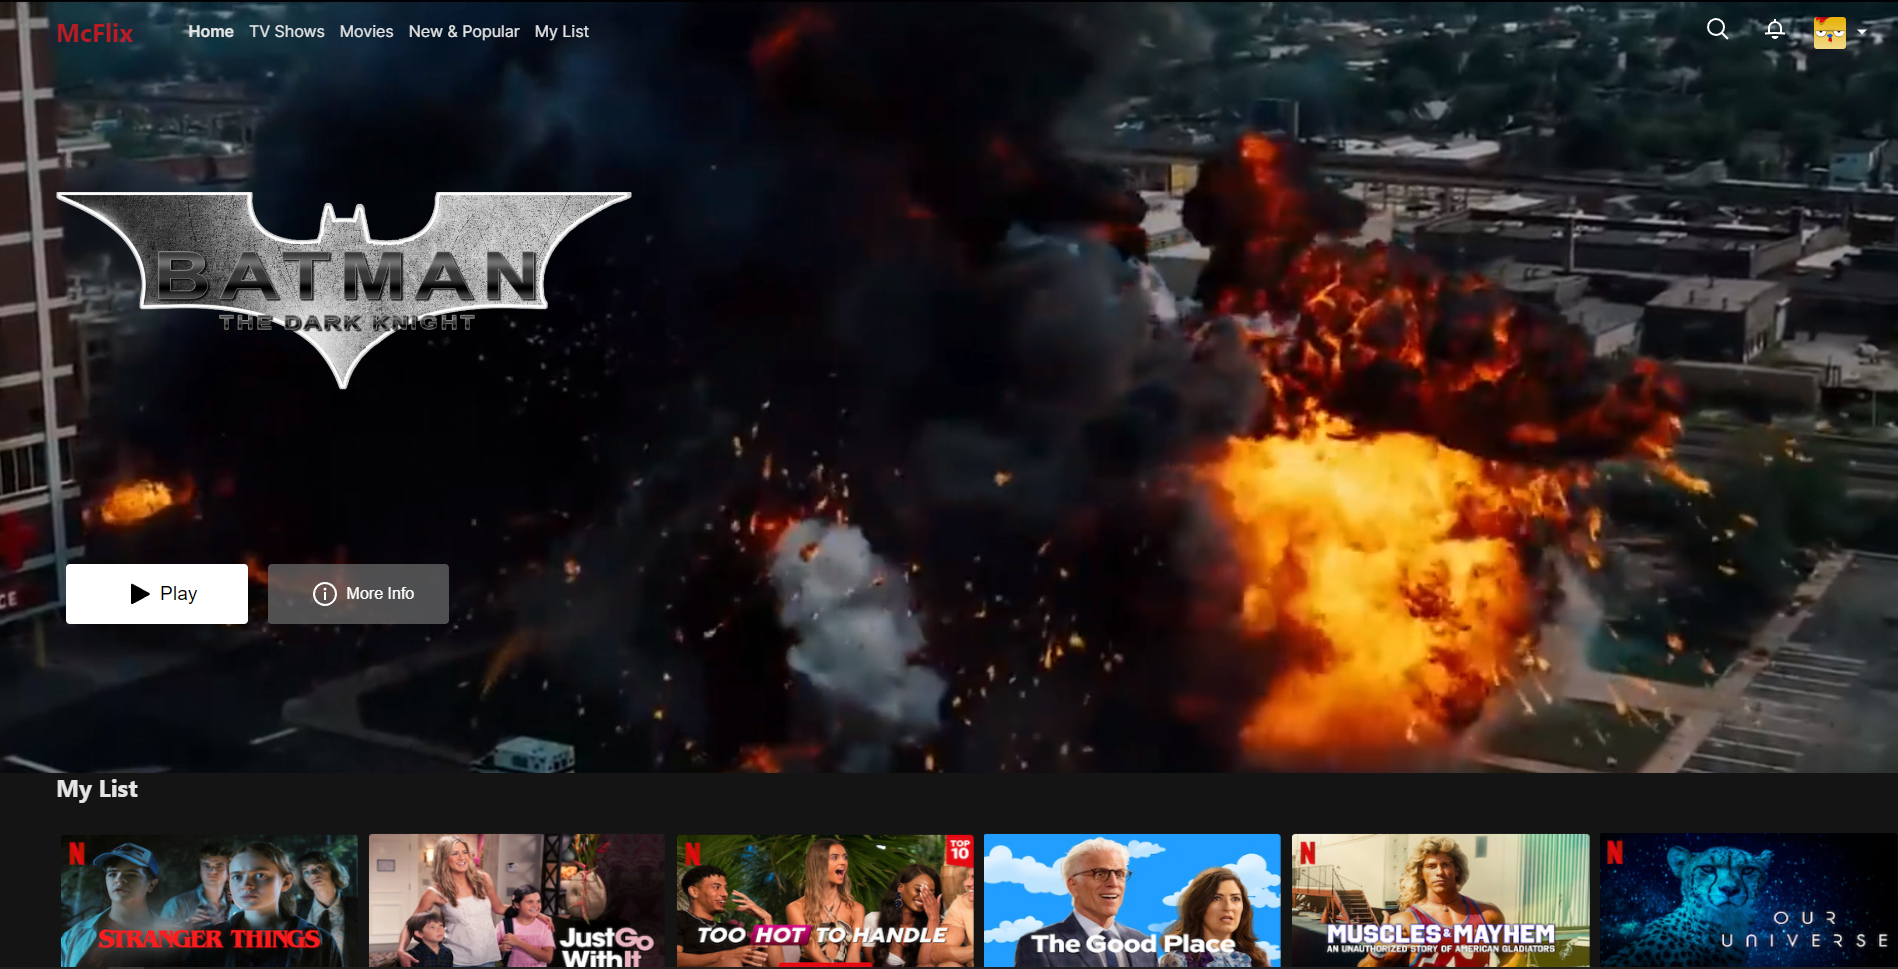 McFlix
Home TV Shows Movies New & Popular My List
BATMAN
THE DARK KNIGHT
CE
Play
More Info
My List
N
STRANGER THINGS
Just Go
With It
N
TOP
10
TOO HOT TO HANDLE
The Good Place
N
MUSCLES & MAYHEM
AN UNAUTHORIZED STORY OF AMERICAN GLADIATORS
N
OUR
UNIVERSE